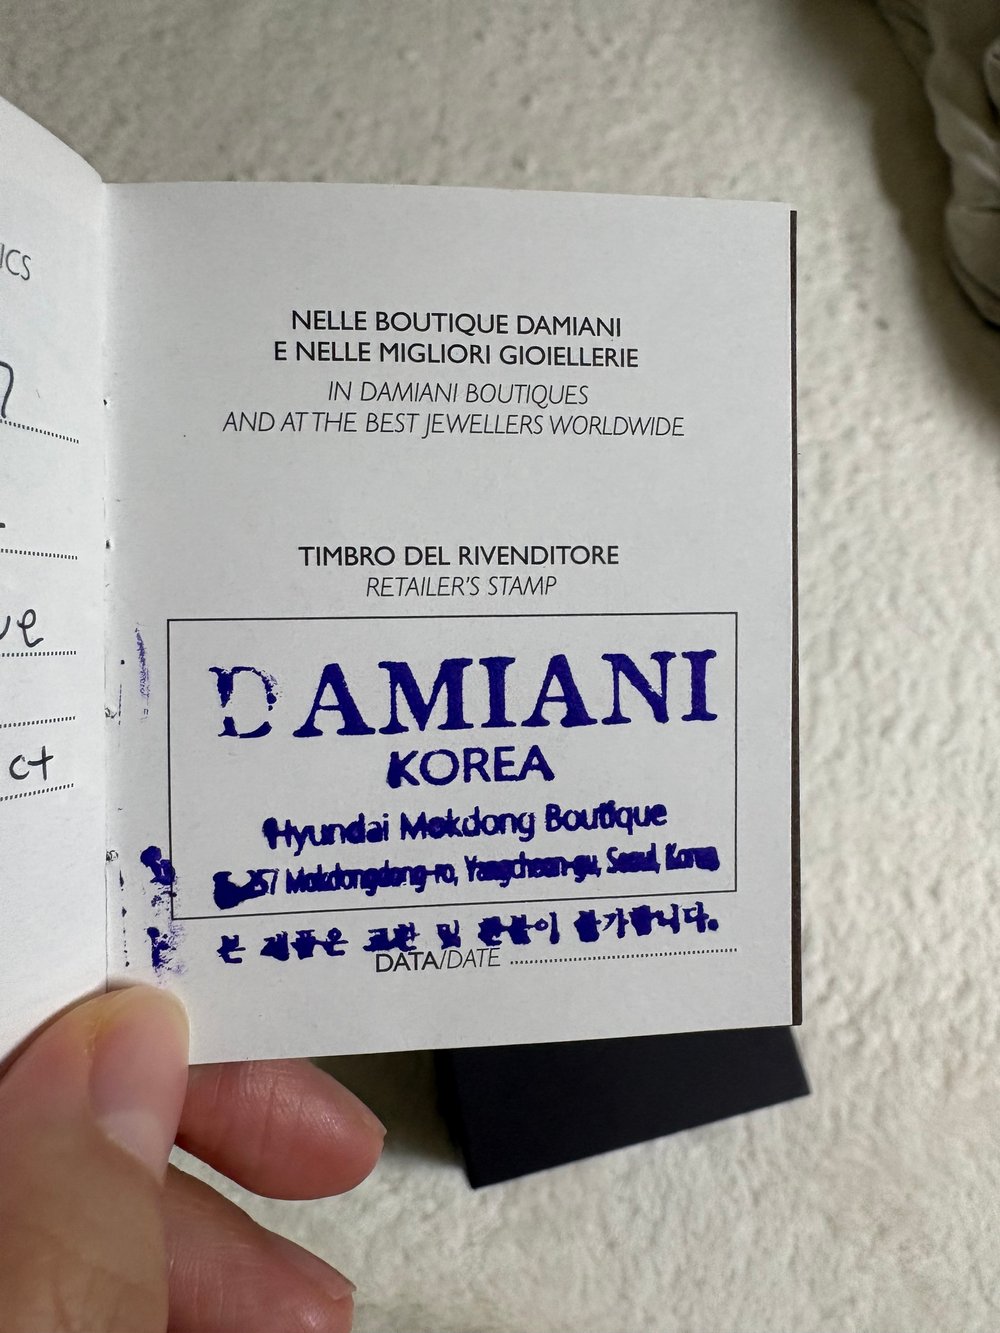 ICS
ct
NELLE BOUTIQUE DAMIANI
E NELLE MIGLIORI GIOIELLERIE
IN DAMIANI BOUTIQUES
AND AT THE BEST JEWELLERS WORLDWIDE
TIMBRO DEL RIVENDITORE
RETAILER'S STAMP
DAMIANI
KOREA
Hyundai Mokdong Boutique
257 Mokdongdong-ro, Yangcheon-gu, Seoul, Korea
본 제품은 교환 및 환불이 불가합니다.
DATA/DATE